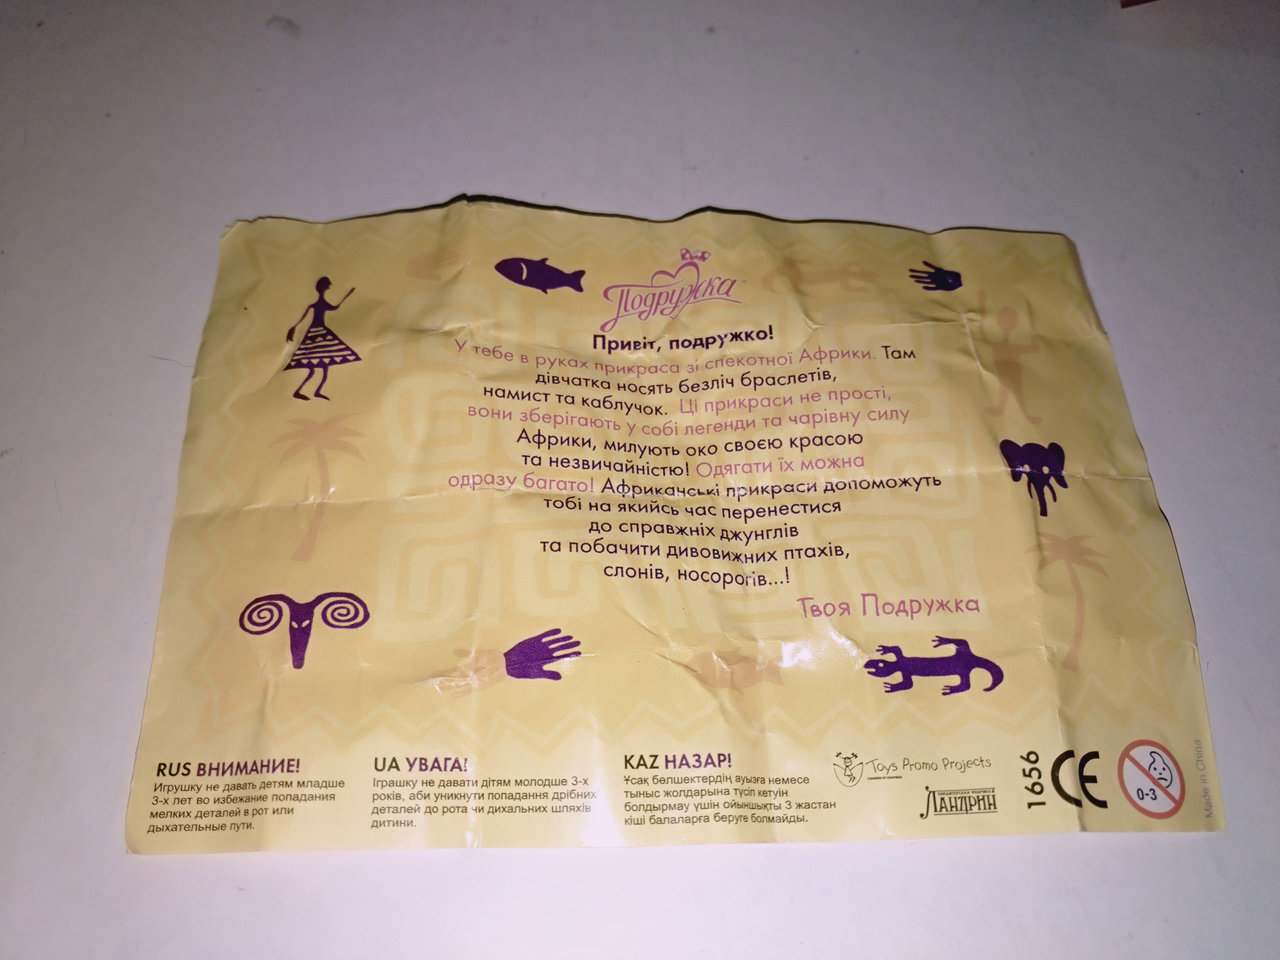 Подружка
Привіт, подружко!
У тебе в руках прикраса зі спекотної Африки. Там
дівчатка носять безліч браслетів,
намист та каблучок. Ці прикраси не прості,
вони зберігають у собі легенди та чарівну силу
Африки, милують око своєю красою
та незвичайністю! Одягати їх можна
одразу багато! Африканські прикраси допоможуть
тобі на якийсь час перенестися
до справжніх джунглів
та побачити дивовижних птахів,
слонів, носорогів...!
Твоя Подружка
RUS ВНИМАНИЕ!
Игрушку не давать детям младше
3-х лет во избежание попадания
мелких деталей в рот или
дыхательные пути.
UA УВАГА!
Іграшку не давати дітям молодше 3-х
років, аби уникнути попадання дрібних
деталей до рота чи дихальних шляхів
дитини.
KAZ НАЗАР!
Ұсақ бөлшектердің ауызға немесе
тыныс жолдарына түсіп кетуін
болдырмау үшін ойыншықты 3 жастан
кіші балаларға беруге болмайды.
Toys Promo Projects
ЛАНДРИН
1656
CE
0-3
Made in China